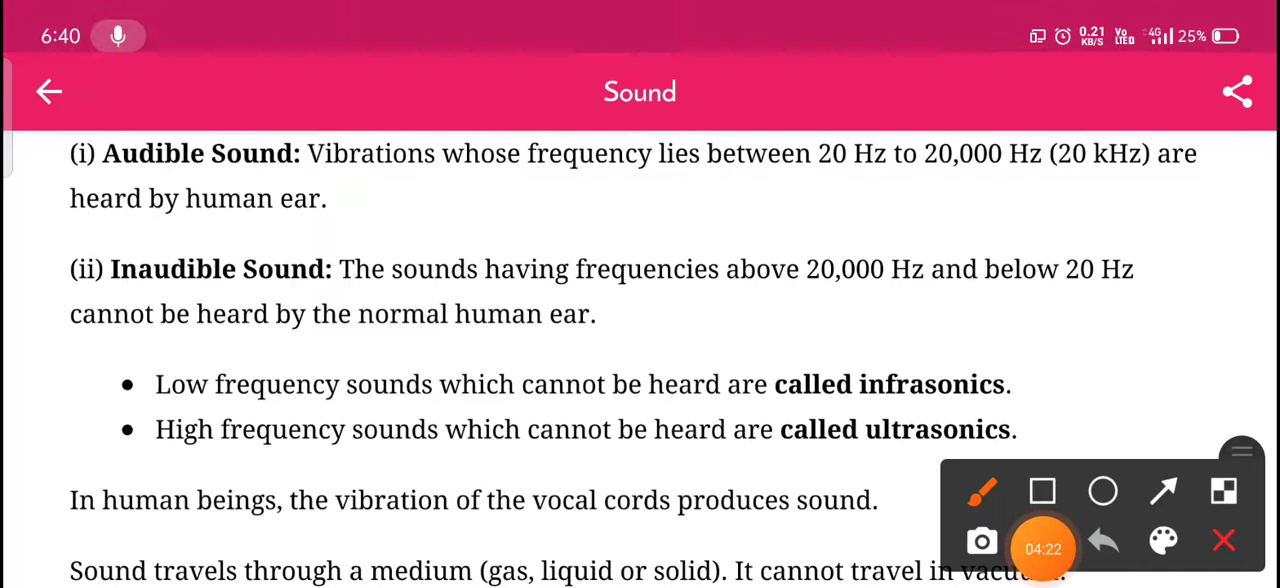 6:40
0.21 KB/S Vo LTED 4G 25%
Sound
(i) Audible Sound: Vibrations whose frequency lies between 20 Hz to 20,000 Hz (20 kHz) are
heard by human ear.
(ii) Inaudible Sound: The sounds having frequencies above 20,000 Hz and below 20 Hz
cannot be heard by the normal human ear.
• Low frequency sounds which cannot be heard are called infrasonics.
• High frequency sounds which cannot be heard are called ultrasonics.
In human beings, the vibration of the vocal cords produces sound.
04:22
Sound travels through a medium (gas, liquid or solid). It cannot travel in